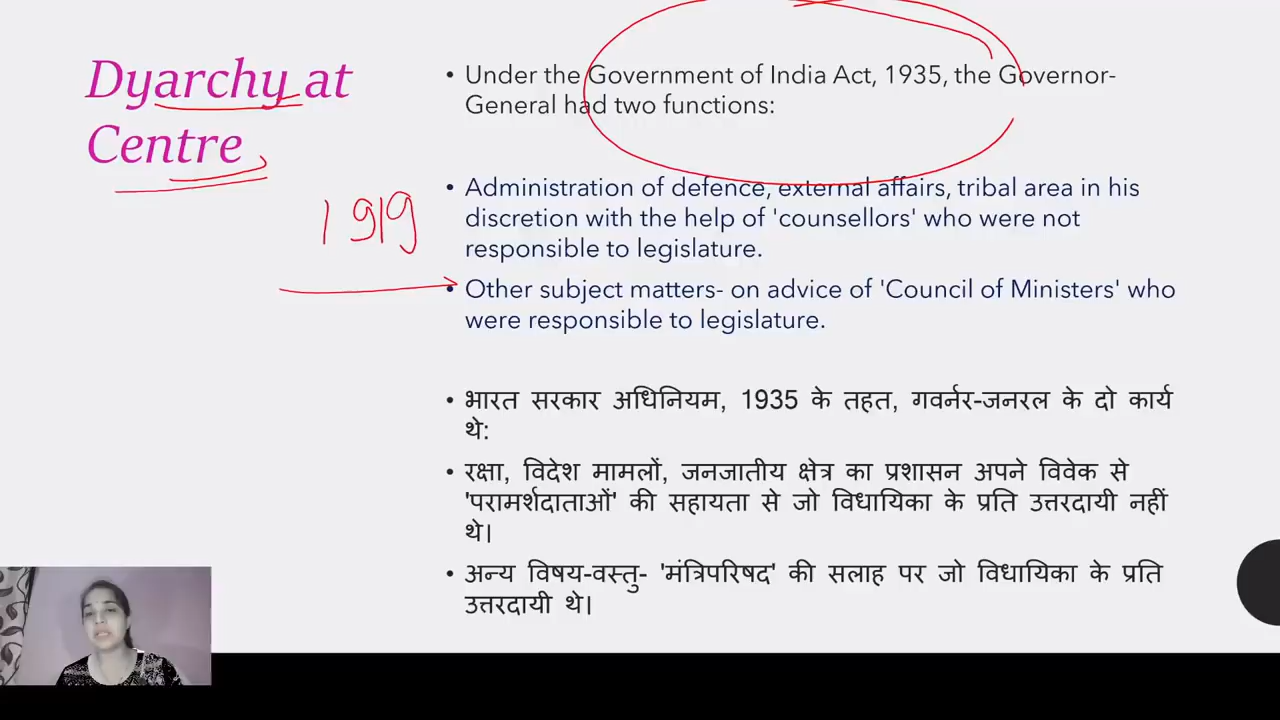 Dyarchy at
Centre
1919
• Under the Government of India Act, 1935, the Governor-
General had two functions:
• Administration of defence, external affairs, tribal area in his
discretion with the help of 'counsellors' who were not
responsible to legislature.
• Other subject matters- on advice of 'Council of Ministers' who
were responsible to legislature.
• भारत सरकार अधिनियम, 1935 के तहत, गवर्नर-जनरल के दो कार्य
थे:
• रक्षा, विदेश मामलों, जनजातीय क्षेत्र का प्रशासन अपने विवेक से
'परामर्शदाताओं' की सहायता से जो विधायिका के प्रति उत्तरदायी नहीं
थे।
• अन्य विषय-वस्तु- 'मंत्रिपरिषद' की सलाह पर जो विधायिका के प्रति
उत्तरदायी थे।